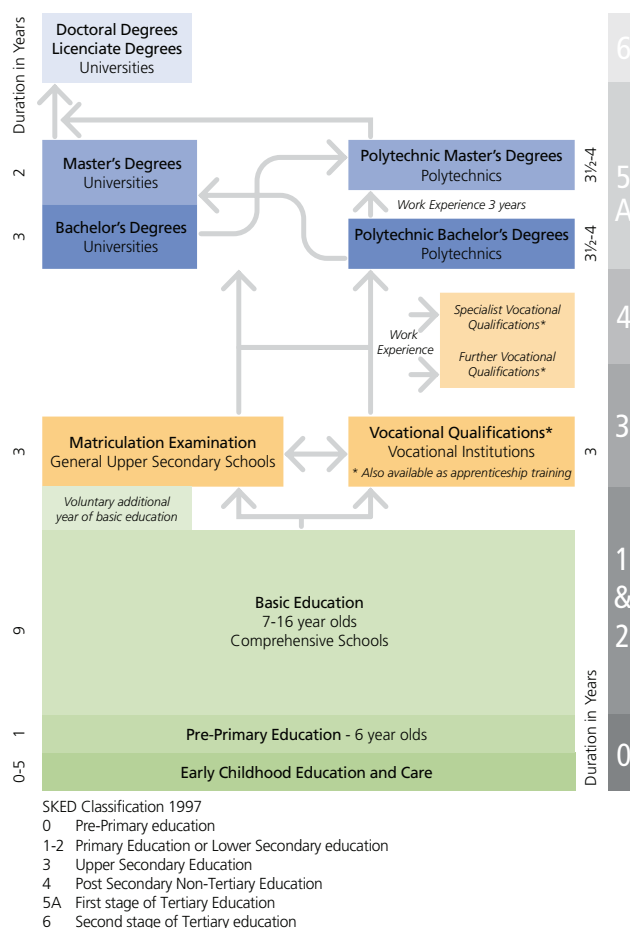 Duration in Years
Doctoral Degrees
Licenciate Degrees
Universities
6
2
Master's Degrees
Universities
Polytechnic Master's Degrees
Polytechnics
3½-4
5
A
Work Experience 3 years
3
Bachelor's Degrees
Universities
Polytechnic Bachelor's Degrees
Polytechnics
3½-4
Work
Experience
Specialist Vocational
Qualifications*
Further Vocational
Qualifications*
4
3
Matriculation Examination
General Upper Secondary Schools
Vocational Qualifications*
Vocational Institutions
* Also available as apprenticeship training
3
3
Voluntary additional
year of basic education
9
Basic Education
7-16 year olds
Comprehensive Schools
1
&
2
1
Pre-Primary Education - 6 year olds
0-5
Early Childhood Education and Care
Duration in Years
0
SKED Classification 1997
0 Pre-Primary education
1-2 Primary Education or Lower Secondary education
3 Upper Secondary Education
4 Post Secondary Non-Tertiary Education
5A First stage of Tertiary Education
6 Second stage of Tertiary education